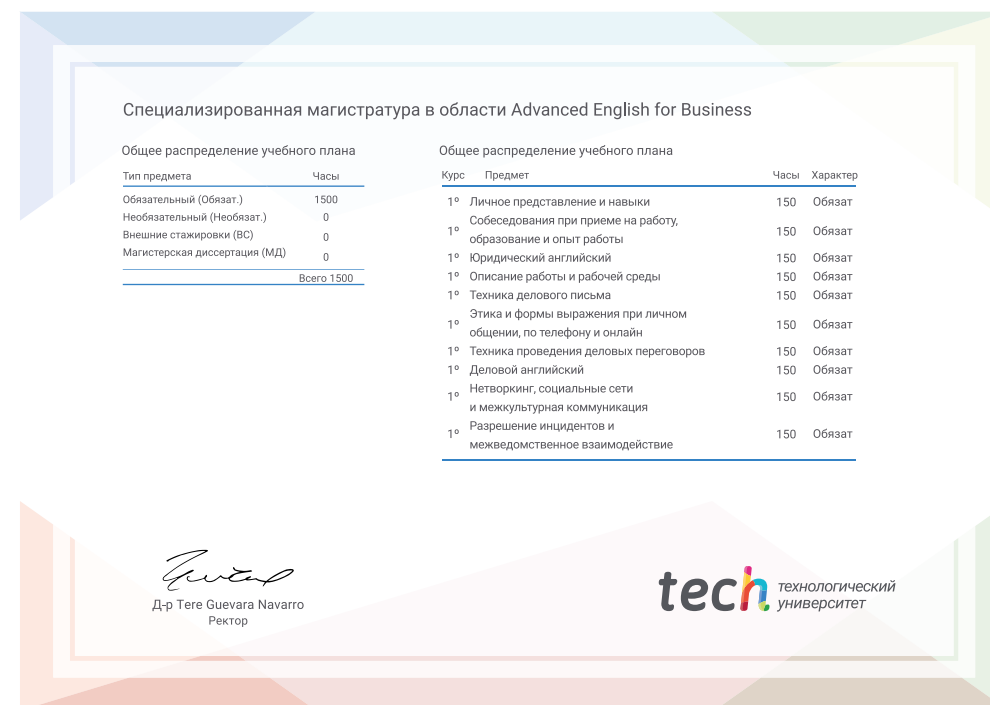 Специализированная магистратура в области Advanced English for Business
Общее распределение учебного плана
Тип предмета Часы
Обязательный (Обязат.) 1500
Необязательный (Необязат.) 0
Внешние стажировки (ВС) 0
Магистерская диссертация (МД) 0
Всего 1500
Общее распределение учебного плана
Курс Предмет Часы Характер
1º Личное представление и навыки 150 Обязат
1º Собеседования при приеме на работу,
образование и опыт работы 150 Обязат
1º Юридический английский 150 Обязат
1º Описание работы и рабочей среды 150 Обязат
1º Техника делового письма 150 Обязат
1º Этика и формы выражения при личном
общении, по телефону и онлайн 150 Обязат
1º Техника проведения деловых переговоров 150 Обязат
1º Деловой английский 150 Обязат
1º Нетворкинг, социальные сети
и межкультурная коммуникация 150 Обязат
1º Разрешение инцидентов и
межведомственное взаимодействие 150 Обязат
Д-р Tere Guevara Navarro
Ректор
tech технологический
университет